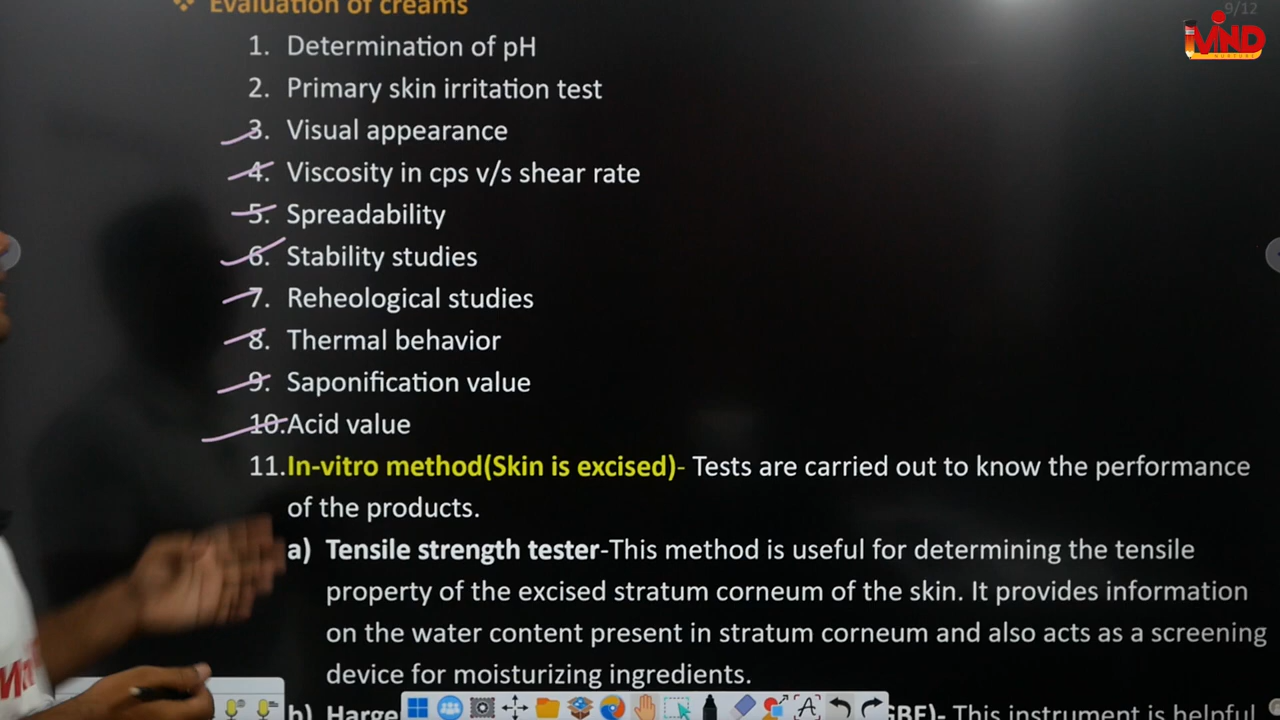 Evaluation of creams
9/12
MIND
1. Determination of pH
2. Primary skin irritation test
3. Visual appearance
4. Viscosity in cps v/s shear rate
5. Spreadability
6. Stability studies
7. Reheological studies
8. Thermal behavior
9. Saponification value
10. Acid value
11. In-vitro method(Skin is excised)- Tests are carried out to know the performance
of the products.
a) Tensile strength tester-This method is useful for determining the tensile
property of the excised stratum corneum of the skin. It provides information
on the water content present in stratum corneum and also acts as a screening
device for moisturizing ingredients.
b) Harge GBE)- This instrument is helpful